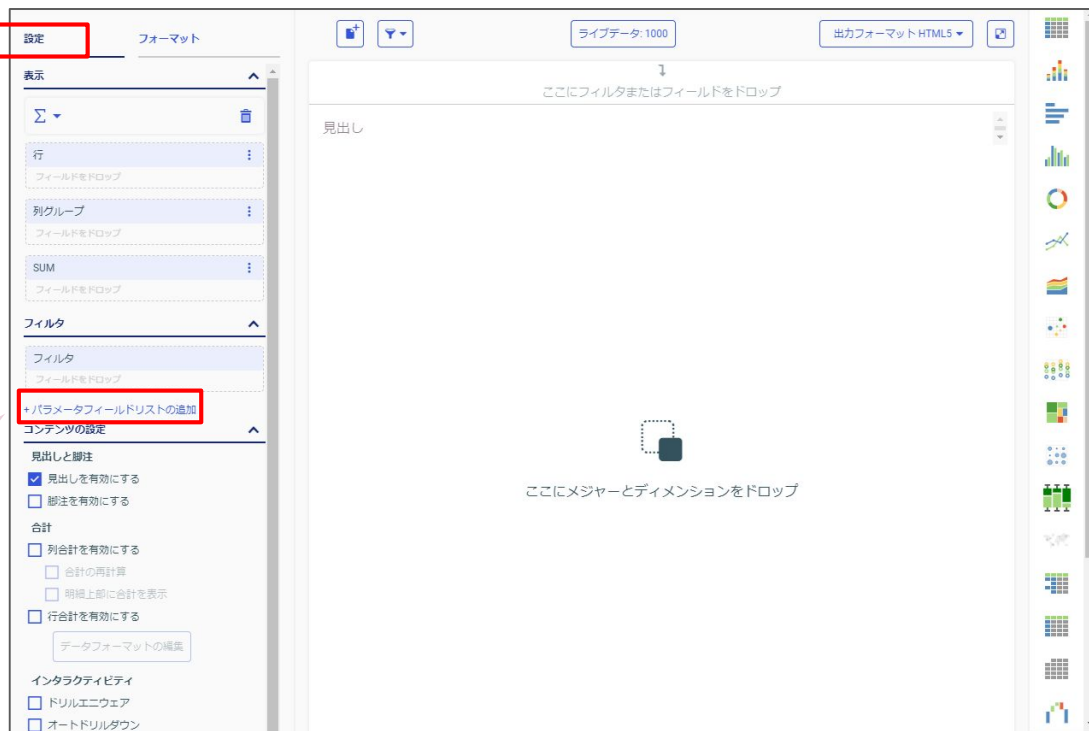 設定
フォーマット
表示
Σ
行
フィールドをドロップ
列グループ
フィールドをドロップ
SUM
フィールドをドロップ
フィルタ
フィルタ
フィールドをドロップ
+ パラメータフィールドリストの追加
コンテンツの設定
見出しと脚注
見出しを有効にする
脚注を有効にする
合計
列合計を有効にする
合計の再計算
明細上部に合計を表示
行合計を有効にする
データフォーマットの編集
インタラクティビティ
ドリルエニウェア
オートドリルダウン
ライブデータ: 1000
出力フォーマット HTML5
ここにフィルタまたはフィールドをドロップ
見出し
ここにメジャーとディメンションをドロップ